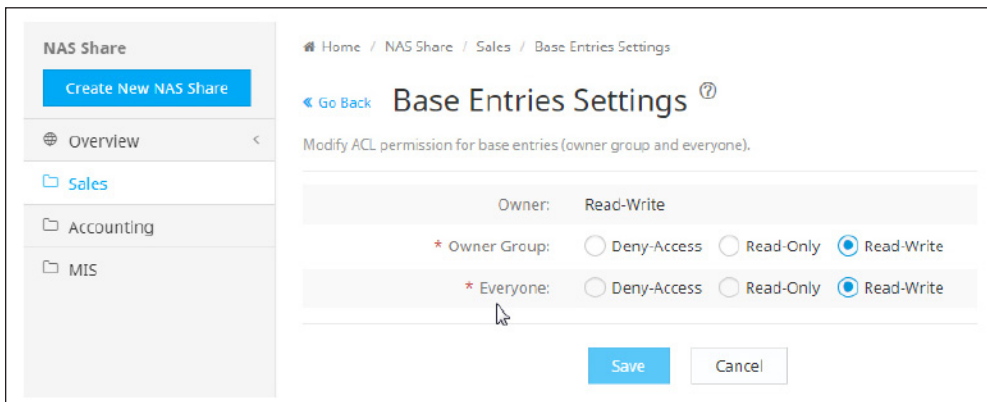 NAS Share
Create New NAS Share
Overview
Sales
Accounting
MIS
Home / NAS Share / Sales / Base Entries Settings
« Go Back Base Entries Settings ?
Modify ACL permission for base entries (owner group and everyone).
Owner: Read-Write
* Owner Group: Deny-Access Read-Only Read-Write
* Everyone: Deny-Access Read-Only Read-Write
Save Cancel